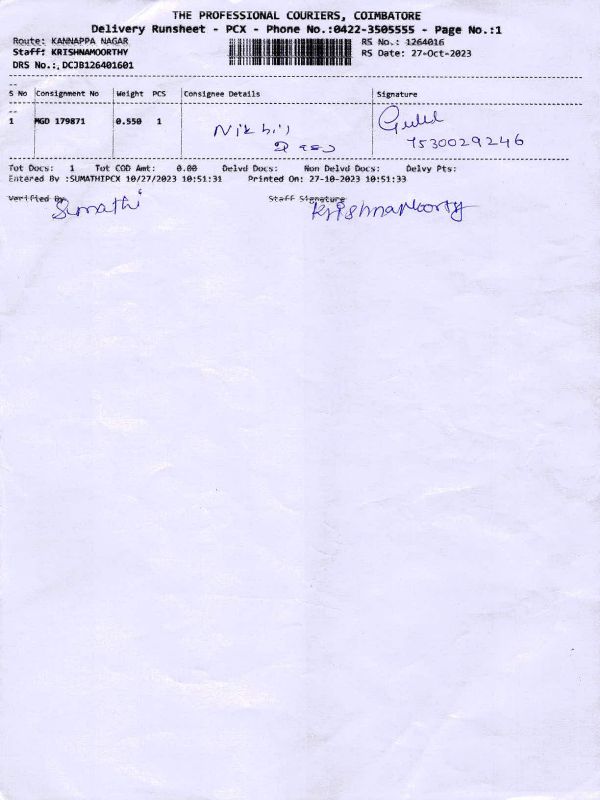 THE PROFESSIONAL COURIERS, COIMBATORE
Delivery Runsheet - PCX - Phone No.:0422-3505555 - Page No.:1
Route: KANNAPPA NAGAR RS No.: 1264016
Staff: KRISHNAMOORTHY RS Date: 27-Oct-2023
DRS No.: DCJB126401601
S No Consignment No Weight PCS Consignee Details Signature
1 MGD 179871 0.550 1 Nikhil
7530029246
Tot Docs: 1 Tot COD Amt: 0.00 Delvd Docs: Non Delvd Docs: Delvy Pts:
Entered By :SUMATHIPCX 10/27/2023 10:51:31 Printed On: 27-10-2023 10:51:33
Verified By Staff Signature
Sumathi Krishnamoorty